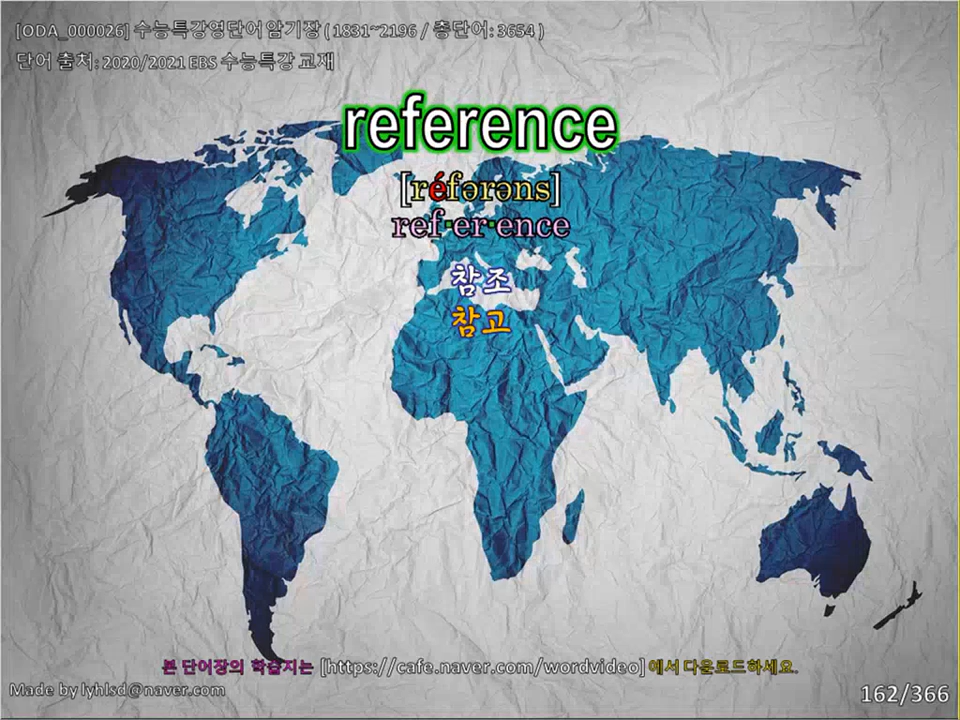 [ODA_000026] 수능특강영단어 암기장 ( 1831~2196 / 총단어: 3654 )
단어 출처: 2020/2021 EBS 수능특강 교재
reference
[réfərəns]
ref·er·ence
참조
참고
본 단어장의 학습지는 [https://cafe.naver.com/wordvideo] 에서 다운로드하세요.
Made by lyhlsd@naver.com
162/366